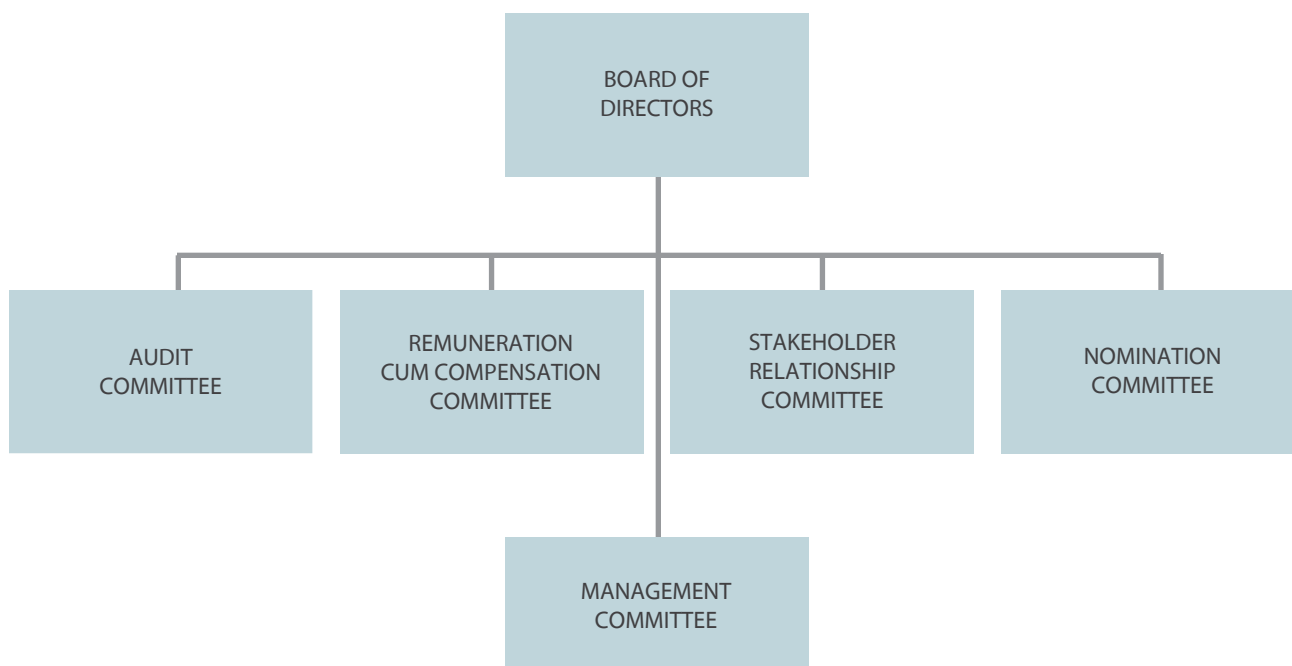 BOARD OF
DIRECTORS
AUDIT
COMMITTEE
REMUNERATION
CUM COMPENSATION
COMMITTEE
STAKEHOLDER
RELATIONSHIP
COMMITTEE
NOMINATION
COMMITTEE
MANAGEMENT
COMMITTEE